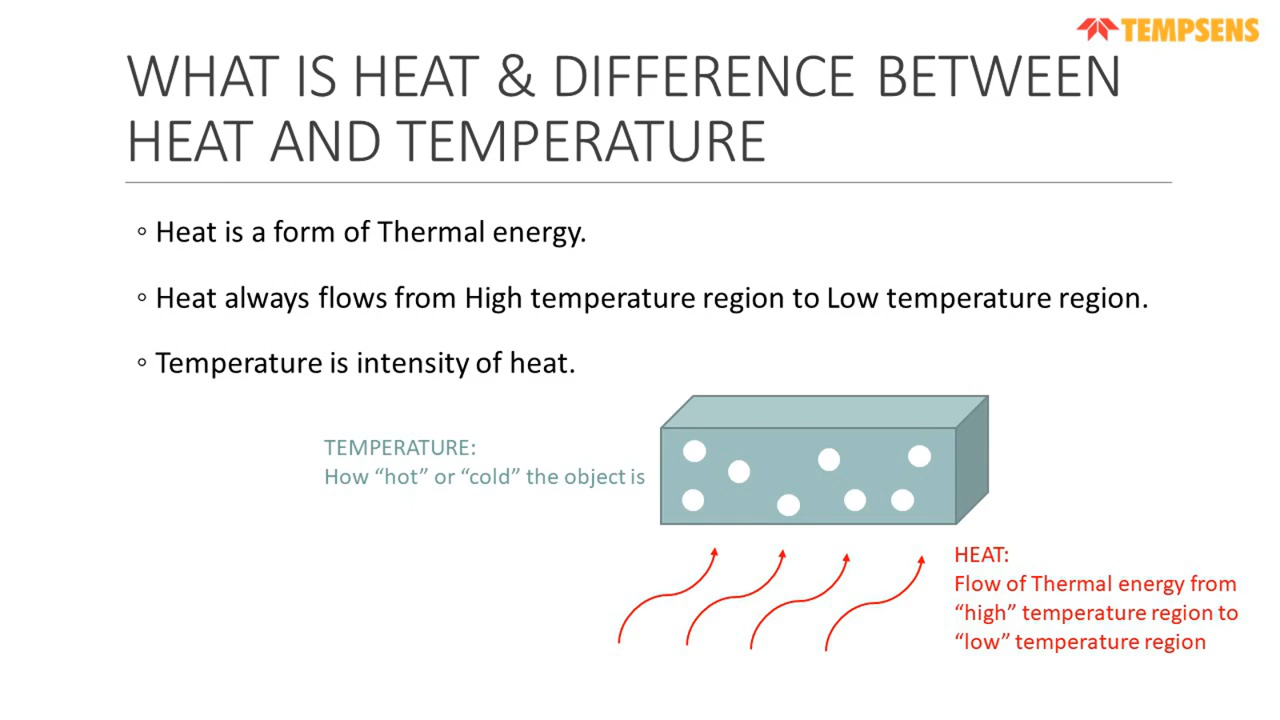 TEMPSENS
WHAT IS HEAT & DIFFERENCE BETWEEN
HEAT AND TEMPERATURE
◦ Heat is a form of Thermal energy.
◦ Heat always flows from High temperature region to Low temperature region.
◦ Temperature is intensity of heat.
TEMPERATURE:
How “hot” or “cold” the object is
HEAT:
Flow of Thermal energy from
“high” temperature region to
“low” temperature region